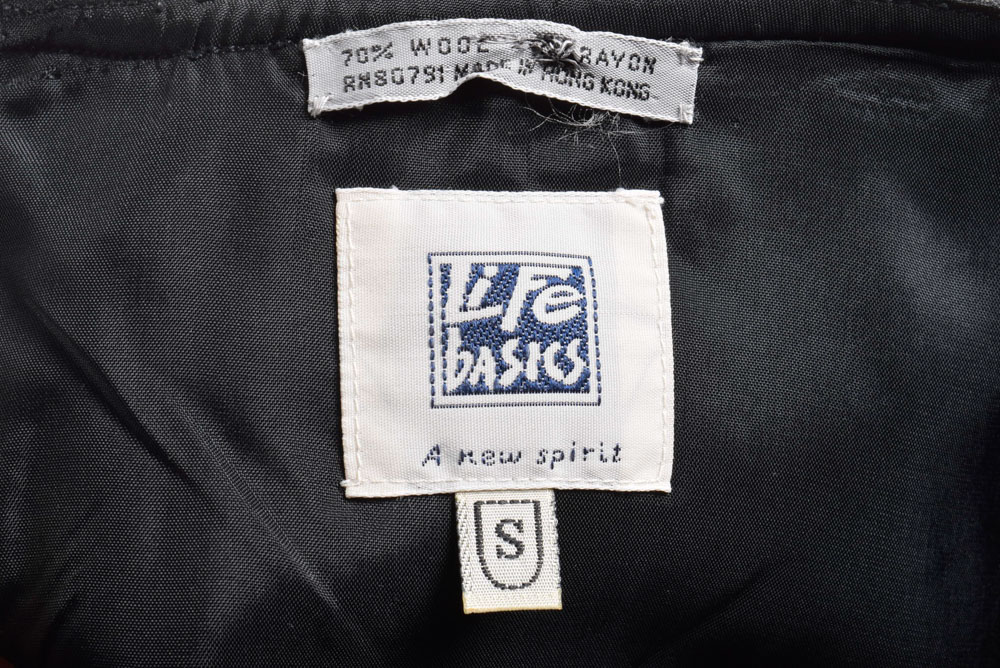 70% WOOL RAYON
RN80791 MADE IN HONG KONG
LiFe
bASICS
A new spirit
S